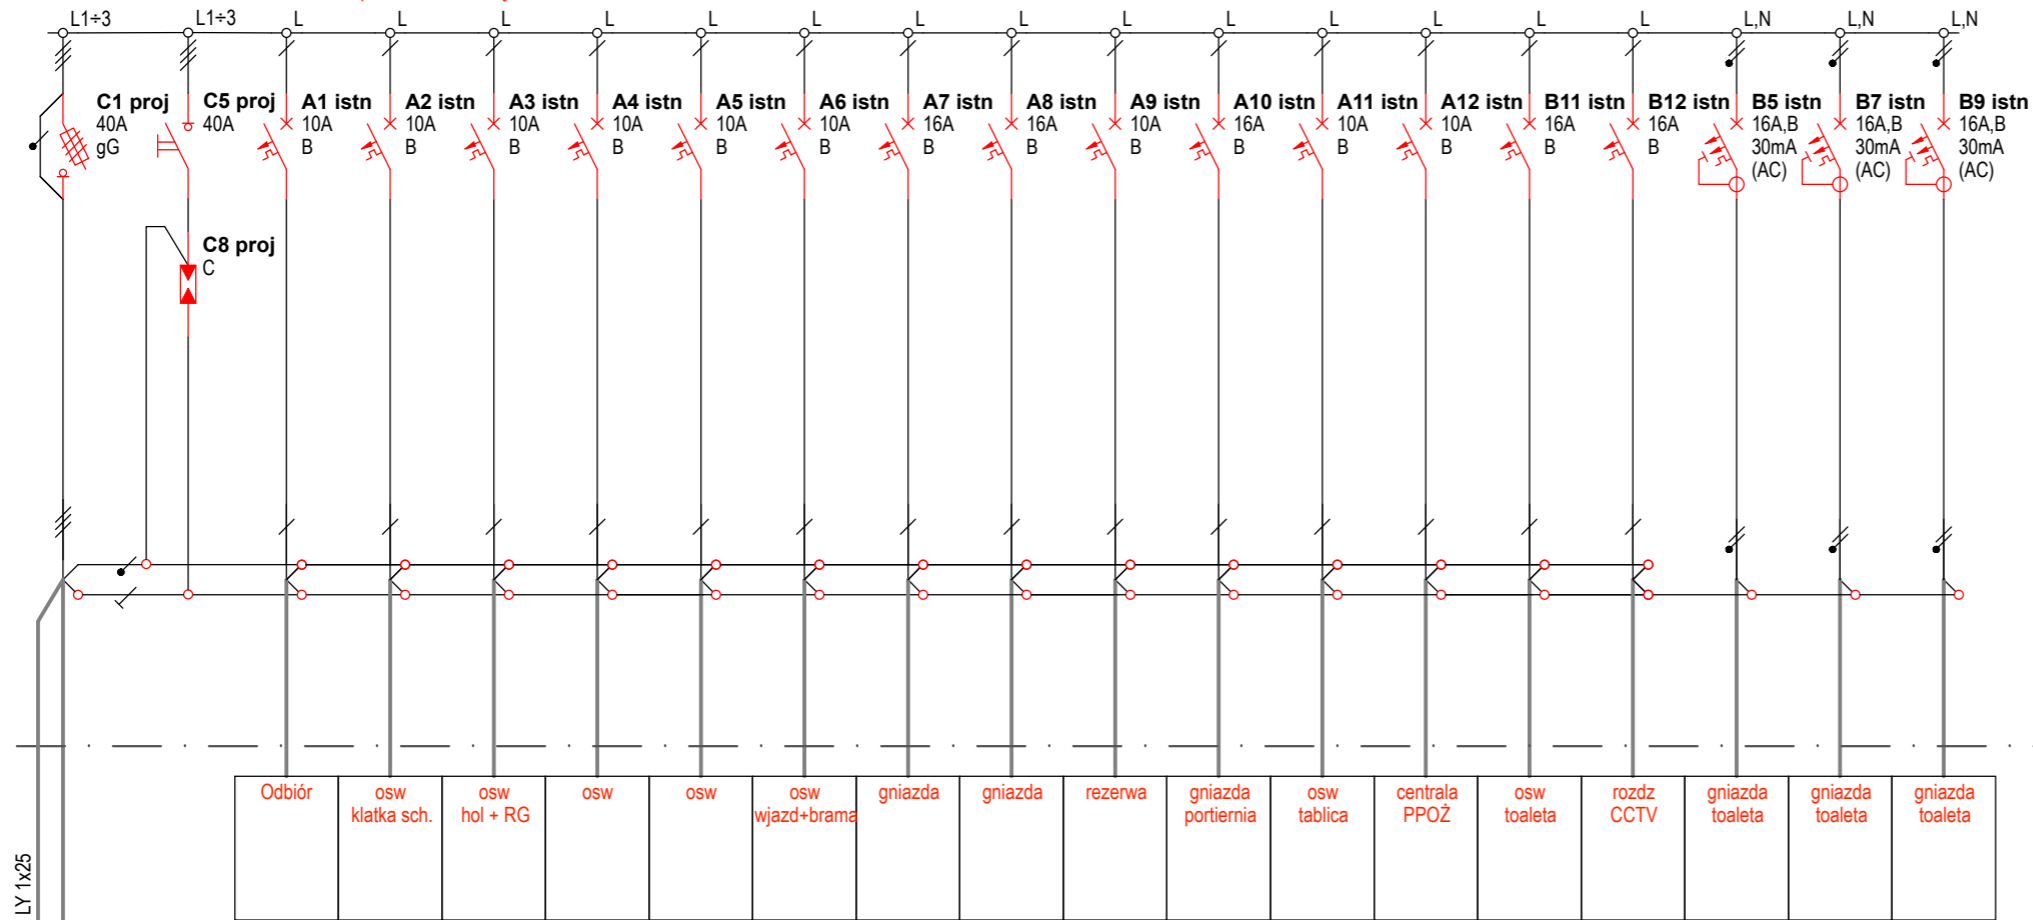 L1÷3
L1÷3
L
L
L
L
L
L
L
L
L
L
L
L
L
L
L,N
L,N
L,N
C1 proj
40A
gG
C5 proj
40A
A1 istn
10A
B
A2 istn
10A
B
A3 istn
10A
B
A4 istn
10A
B
A5 istn
10A
B
A6 istn
10A
B
A7 istn
16A
B
A8 istn
16A
B
A9 istn
10A
B
A10 istn
16A
B
A11 istn
10A
B
A12 istn
10A
B
B11 istn
16A
B
B12 istn
16A
B
B5 istn
16A,B
30mA
(AC)
B7 istn
16A,B
30mA
(AC)
B9 istn
16A,B
30mA
(AC)
C8 proj
C
Odbiór
osw
klatka sch.
osw
hol + RG
osw
osw
osw
wjazd+brama
gniazda
gniazda
rezerwa
gniazda
portiernia
osw
tablica
centrala
PPOŻ
osw
toaleta
rozdz
CCTV
gniazda
toaleta
gniazda
toaleta
gniazda
toaleta
LY 1x25